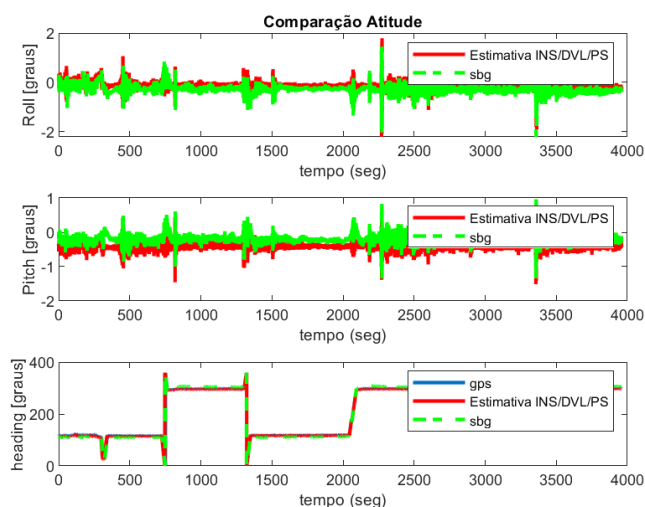 Comparação Atitude
Roll [graus]
2
0
-2
Estimativa INS/DVL/PS
sbg
0 500 1000 1500 2000 2500 3000 3500 4000
tempo (seg)
Pitch [graus]
1
0
-1
-2
Estimativa INS/DVL/PS
sbg
0 500 1000 1500 2000 2500 3000 3500 4000
tempo (seg)
heading [graus]
400
200
0
gps
Estimativa INS/DVL/PS
sbg
0 500 1000 1500 2000 2500 3000 3500 4000
tempo (seg)